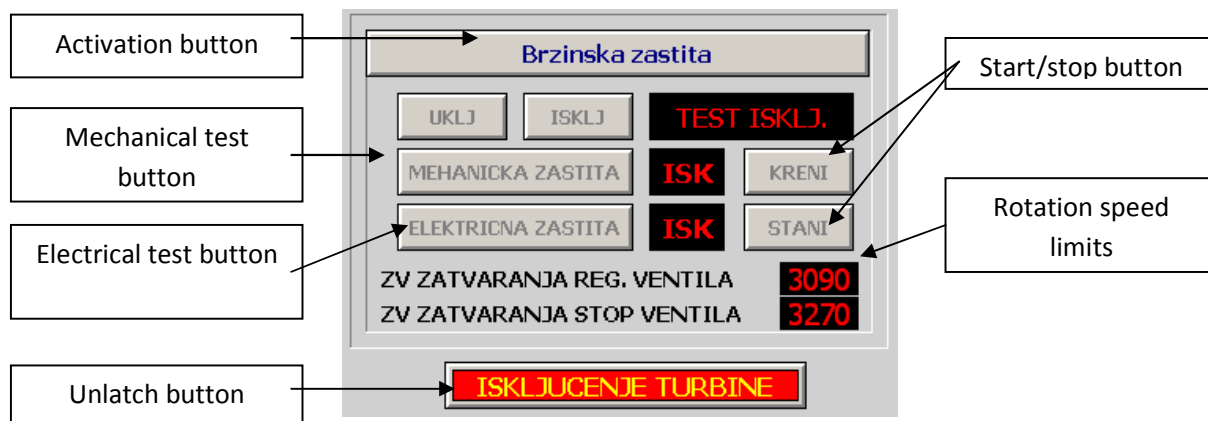 Activation button
Brzinska zastita
Start/stop button
Mechanical test
button
UKLJ
ISKLJ
TEST ISKLJ.
MEHANICKA ZASTITA
ISK
KRENI
Electrical test button
ELEKTRICNA ZASTITA
ISK
STANI
Rotation speed
limits
ZV ZATVARANJA REG. VENTILA 3090
ZV ZATVARANJA STOP VENTILA 3270
Unlatch button
ISKLJUCENJE TURBINE